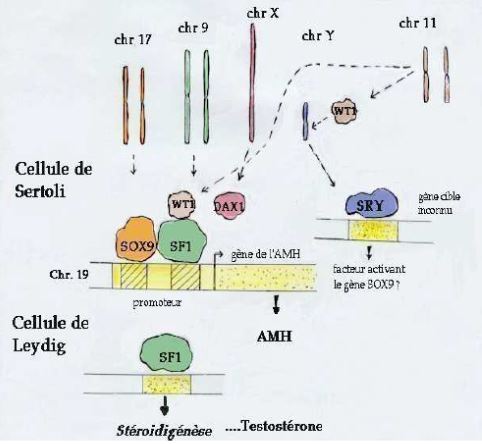 chr 17
chr 9
chr X
chr Y
chr 11
WT1
Cellule de
Sertoli
WT1
DAX1
SOX9
SF1
SRY
gène cible
inconnu
gène de l'AMH
Chr. 19
promoteur
facteur activant
le gène SOX9 ?
AMH
Cellule de
Leydig
SF1
Stéroidigénèse ....Testostérone